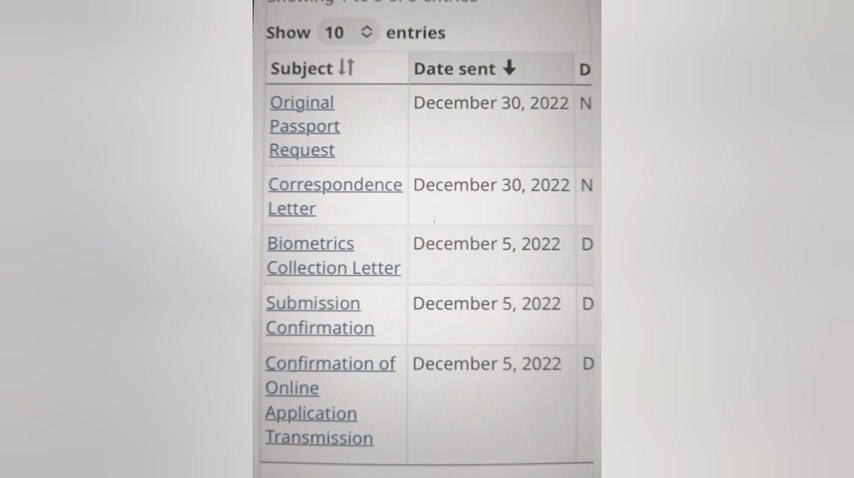 Show 10 entries
Subject Date sent D
Original December 30, 2022 N
Passport
Request
Correspondence December 30, 2022 N
Letter
Biometrics December 5, 2022 D
Collection Letter
Submission December 5, 2022 D
Confirmation
Confirmation of December 5, 2022 D
Online
Application
Transmission